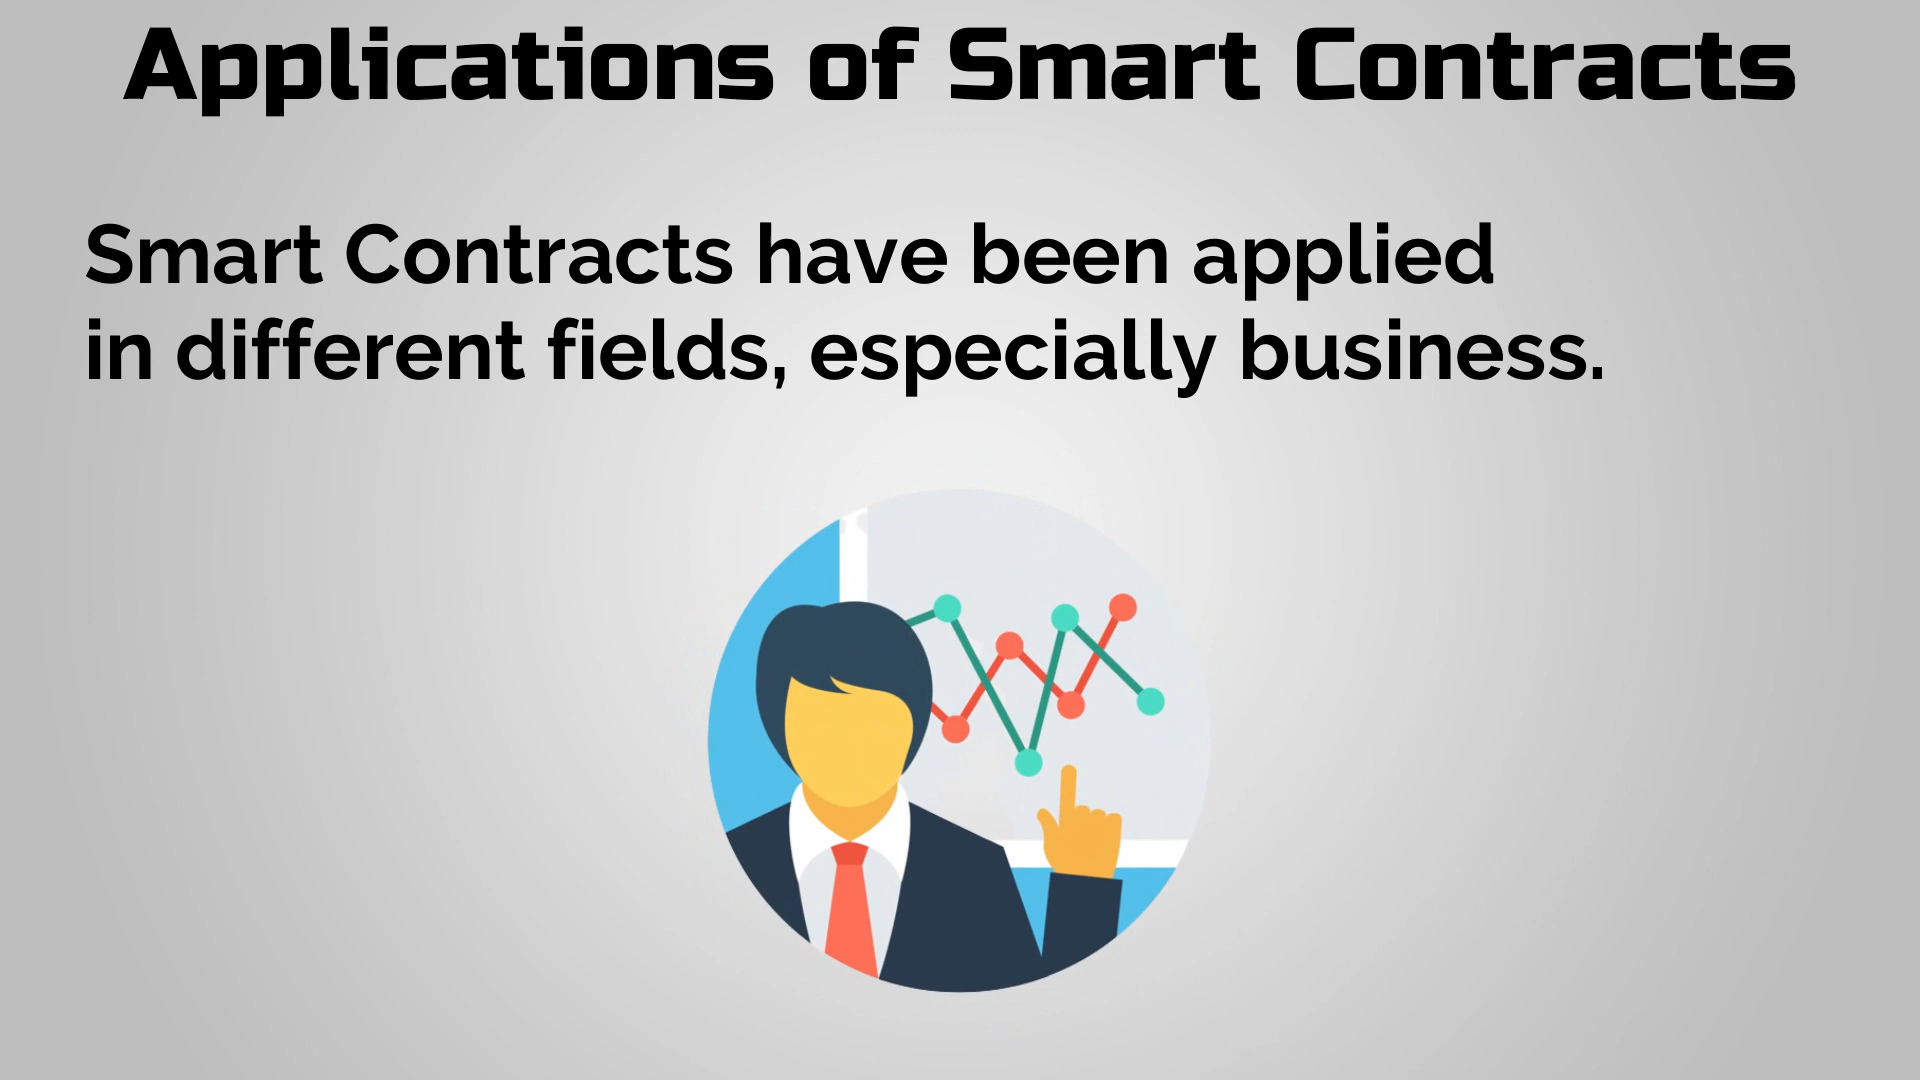 Applications of Smart Contracts
Smart Contracts have been applied
in different fields, especially business.